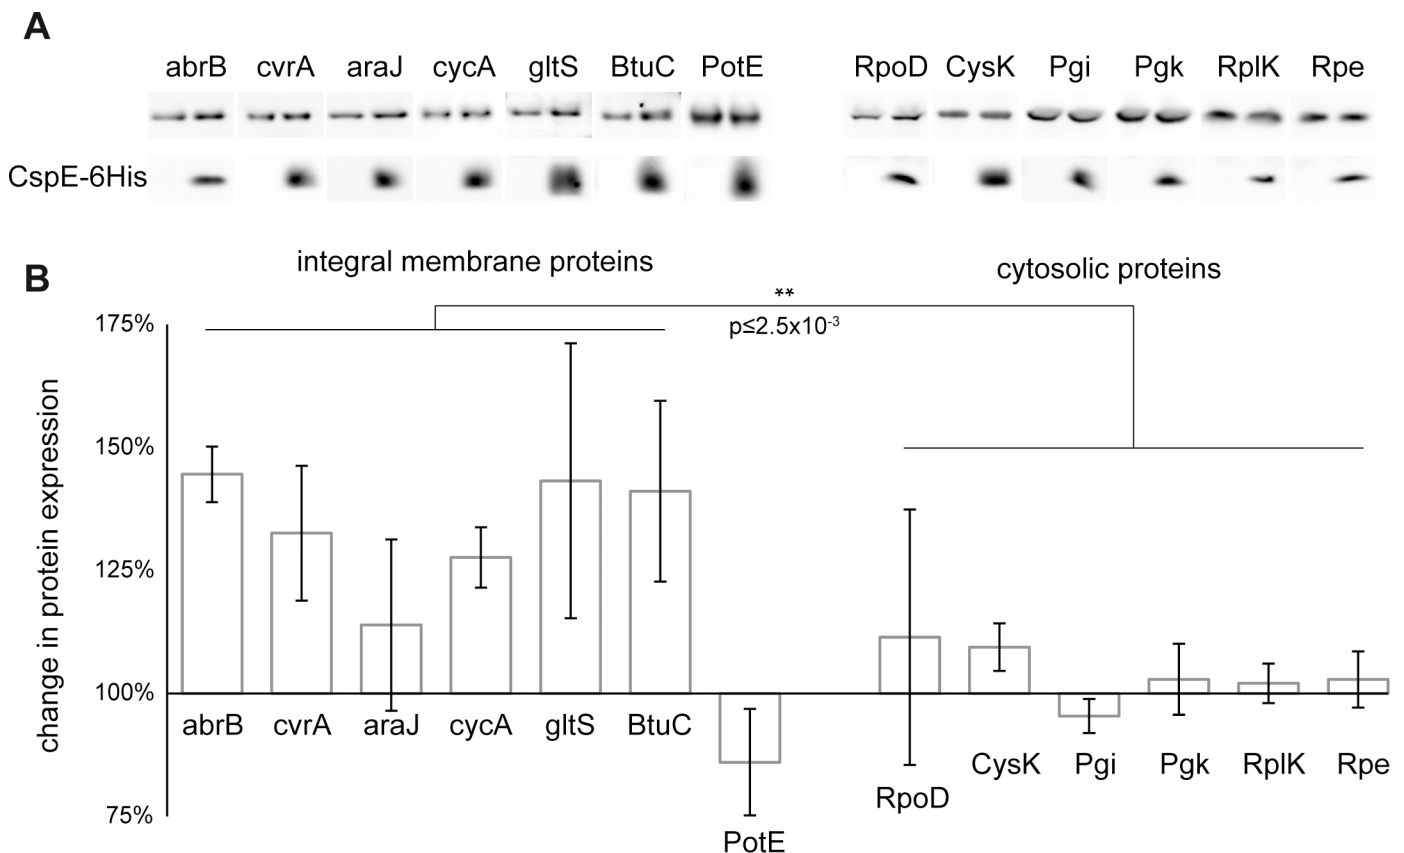 A
abrB cvrA araJ cycA gltS BtuC PotE RpoD CysK Pgi Pgk RplK Rpe
CspE-6His
integral membrane proteins cytosolic proteins
B
**
p≤2.5x10⁻³
175%
150%
125%
100%
75%
change in protein expression
abrB cvrA araJ cycA gltS BtuC
CysK Pgi Pgk RplK Rpe
RpoD
PotE